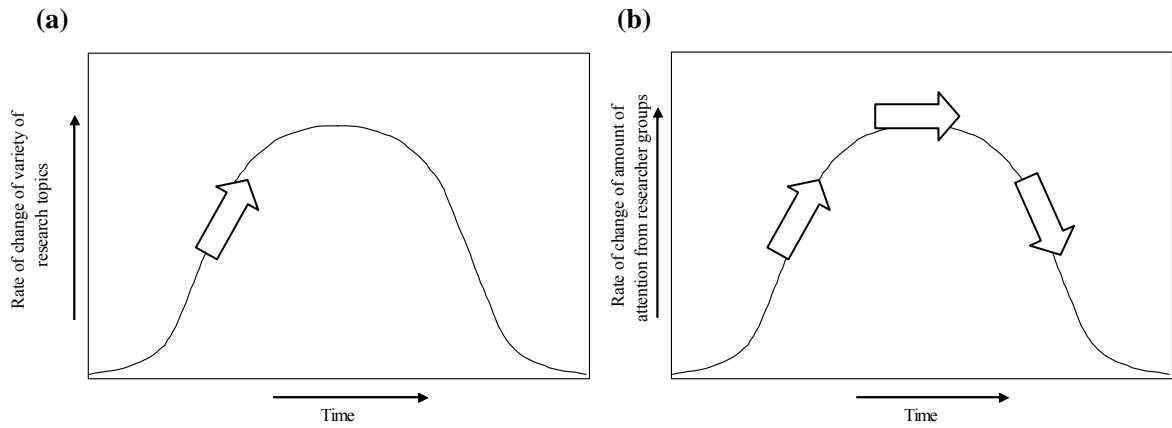 (a)
Rate of change of variety of
research topics
Time
(b)
Rate of change of amount of
attention from researcher groups
Time